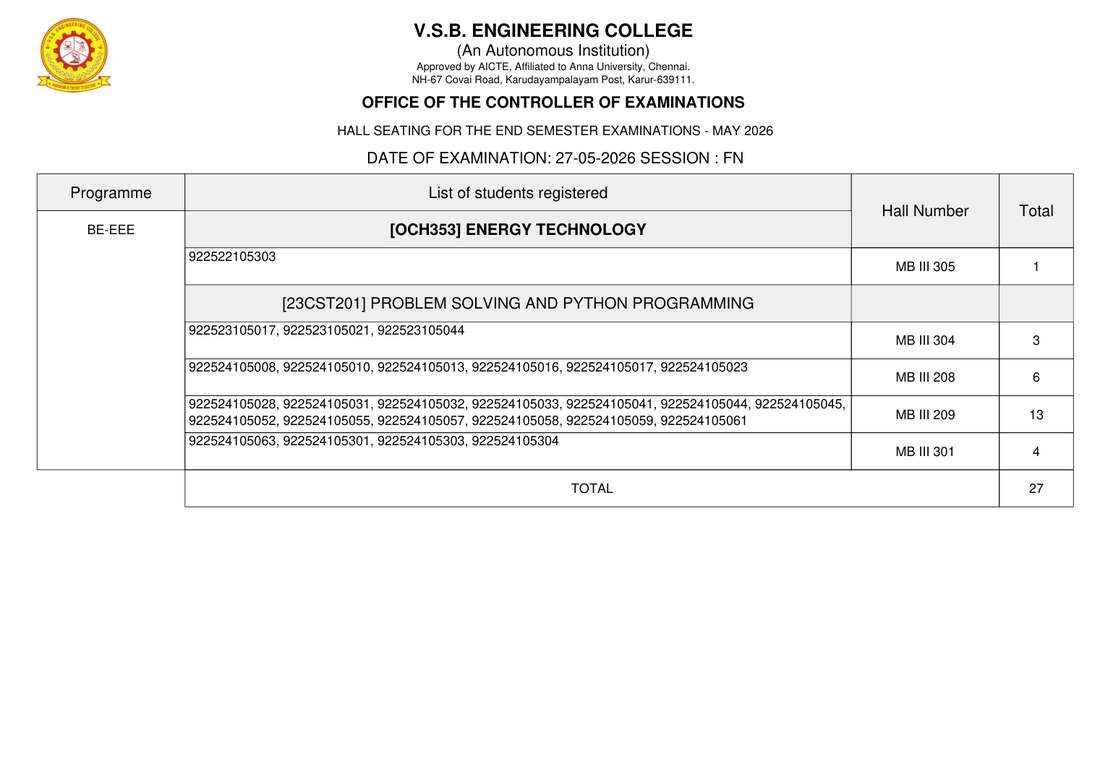 V.S.B. ENGINEERING COLLEGE
(An Autonomous Institution)
Approved by AICTE, Affiliated to Anna University, Chennai.
NH-67 Covai Road, Karudayampalayam Post, Karur-639111.
OFFICE OF THE CONTROLLER OF EXAMINATIONS
HALL SEATING FOR THE END SEMESTER EXAMINATIONS - MAY 2026
DATE OF EXAMINATION: 27-05-2026 SESSION : FN
Programme List of students registered Hall Number Total
BE-EEE [OCH353] ENERGY TECHNOLOGY
922522105303 MB III 305 1
[23CST201] PROBLEM SOLVING AND PYTHON PROGRAMMING
922523105017, 922523105021, 922523105044 MB III 304 3
922524105008, 922524105010, 922524105013, 922524105016, 922524105017, 922524105023 MB III 208 6
922524105028, 922524105031, 922524105032, 922524105033, 922524105041, 922524105044, 922524105045,
922524105052, 922524105055, 922524105057, 922524105058, 922524105059, 922524105061 MB III 209 13
922524105063, 922524105301, 922524105303, 922524105304 MB III 301 4
TOTAL 27